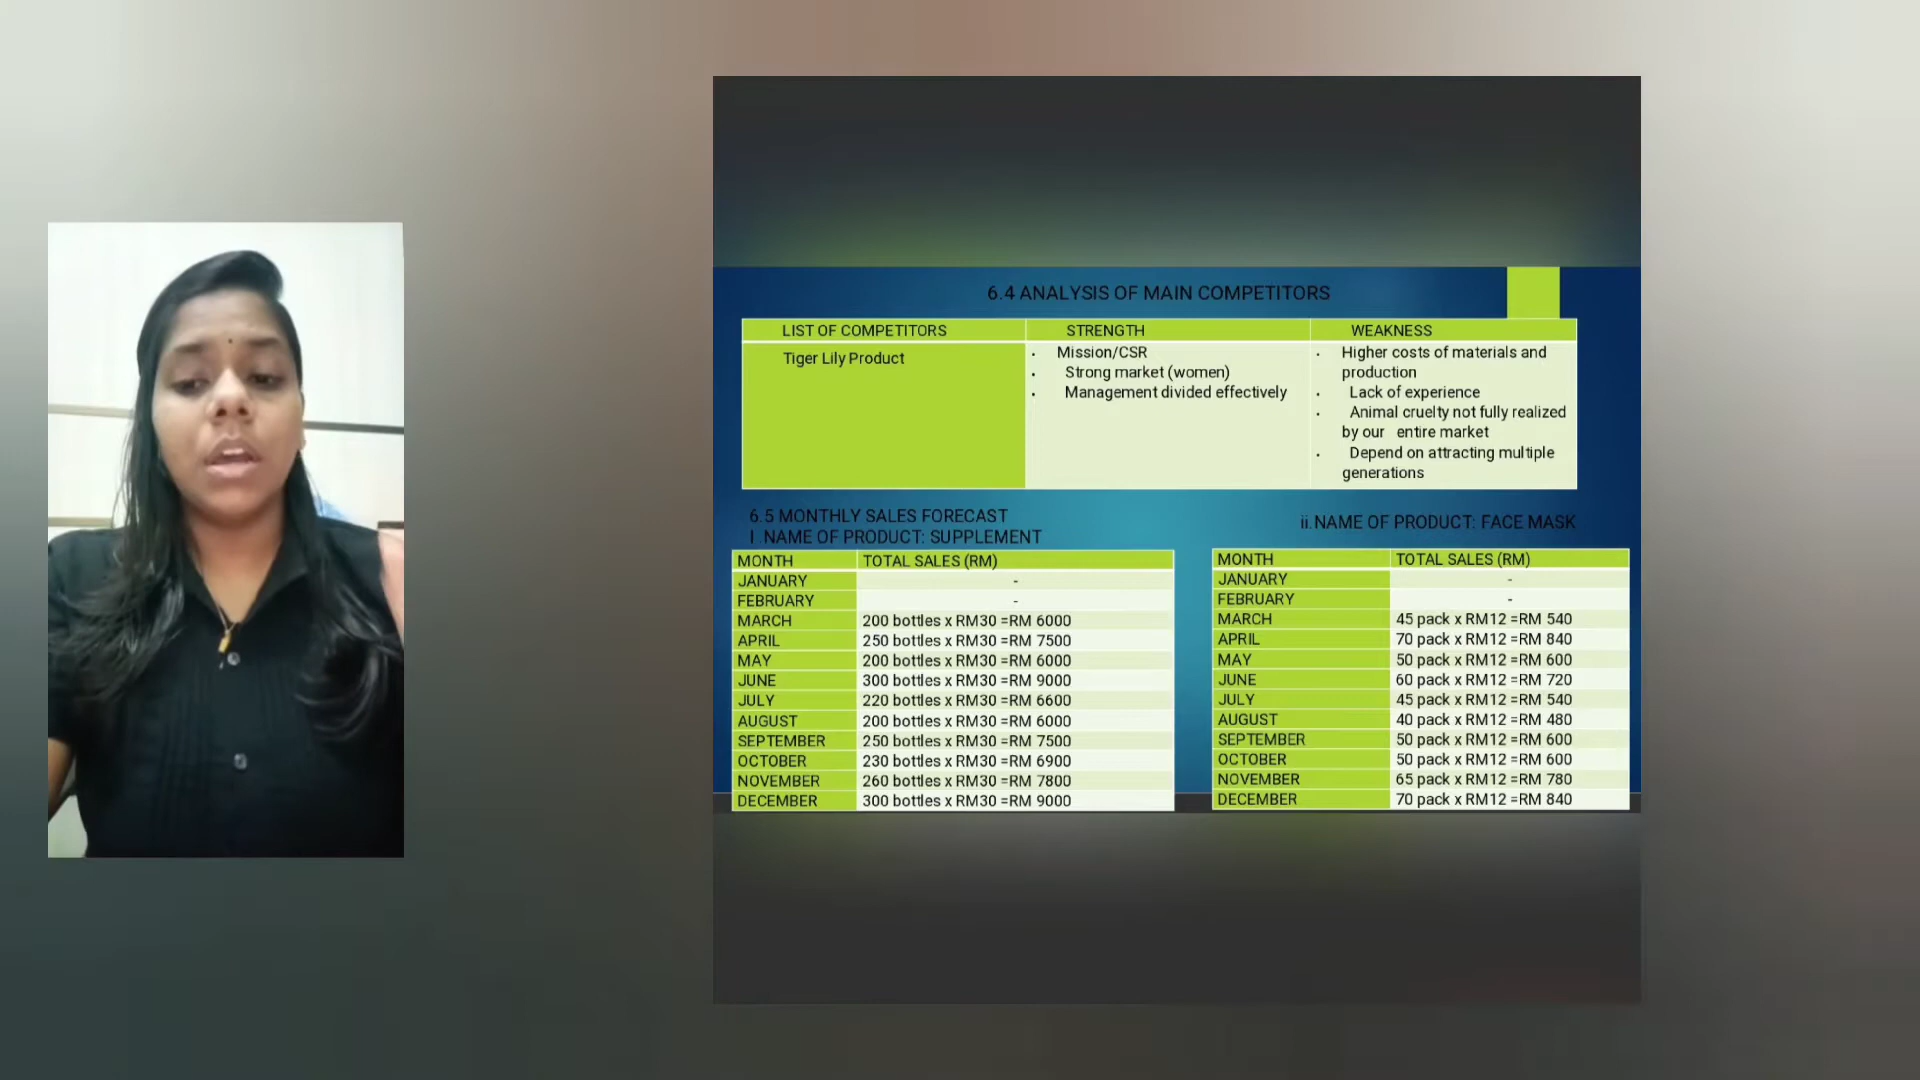 6.4 ANALYSIS OF MAIN COMPETITORS
LIST OF COMPETITORS STRENGTH WEAKNESS
Tiger Lily Product
• Mission/CSR
• Strong market (women)
• Management divided effectively
• Higher costs of materials and
production
• Lack of experience
• Animal cruelty not fully realized
by our entire market
• Depend on attracting multiple
generations
6.5 MONTHLY SALES FORECAST
I .NAME OF PRODUCT: SUPPLEMENT
MONTH TOTAL SALES (RM)
JANUARY -
FEBRUARY -
MARCH 200 bottles x RM30 =RM 6000
APRIL 250 bottles x RM30 =RM 7500
MAY 200 bottles x RM30 =RM 6000
JUNE 300 bottles x RM30 =RM 9000
JULY 220 bottles x RM30 =RM 6600
AUGUST 200 bottles x RM30 =RM 6000
SEPTEMBER 250 bottles x RM30 =RM 7500
OCTOBER 230 bottles x RM30 =RM 6900
NOVEMBER 260 bottles x RM30 =RM 7800
DECEMBER 300 bottles x RM30 =RM 9000
ii.NAME OF PRODUCT: FACE MASK
MONTH TOTAL SALES (RM)
JANUARY -
FEBRUARY -
MARCH 45 pack x RM12 =RM 540
APRIL 70 pack x RM12 =RM 840
MAY 50 pack x RM12 =RM 600
JUNE 60 pack x RM12 =RM 720
JULY 45 pack x RM12 =RM 540
AUGUST 40 pack x RM12 =RM 480
SEPTEMBER 50 pack x RM12 =RM 600
OCTOBER 50 pack x RM12 =RM 600
NOVEMBER 65 pack x RM12 =RM 780
DECEMBER 70 pack x RM12 =RM 840